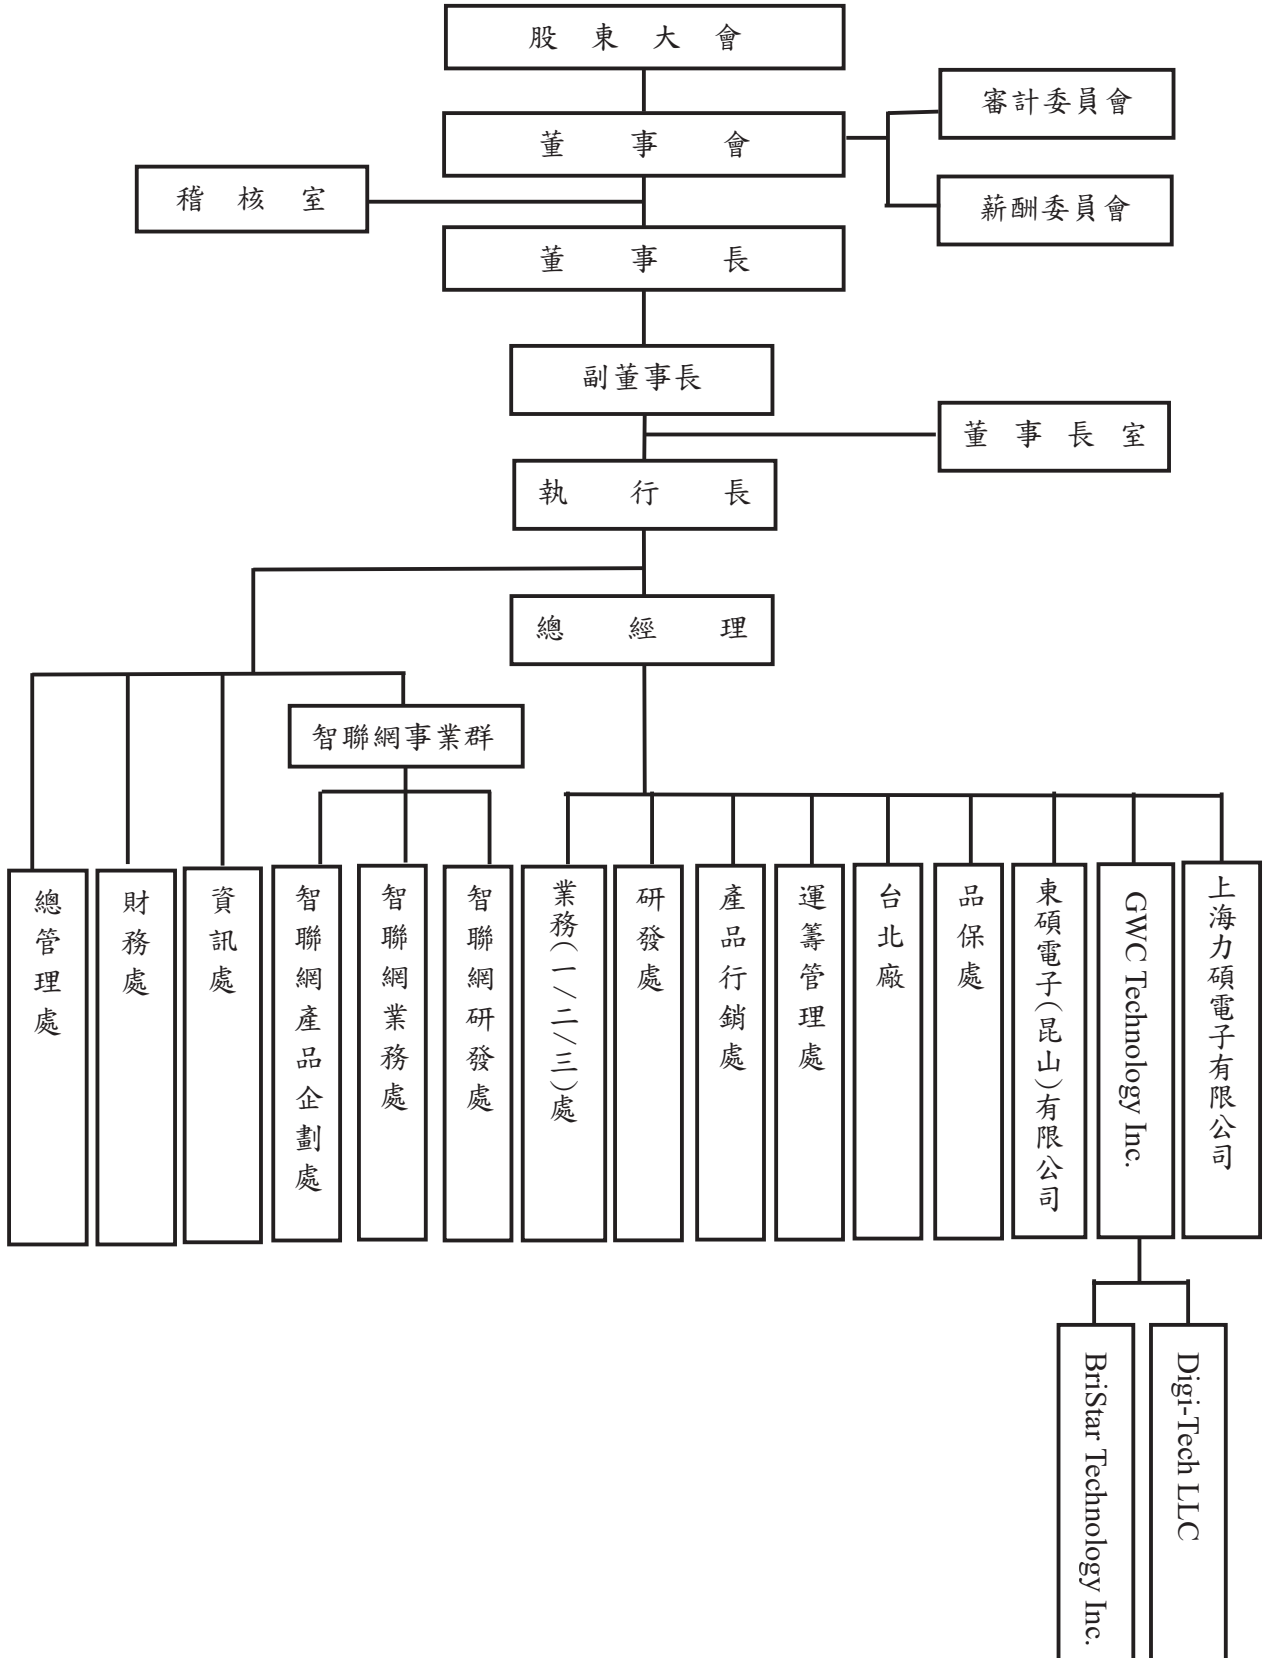 股東大會
審計委員會
董事會
稽核室
薪酬委員會
董事長
副董事長
董事長室
執行長
總經理
智聯網事業群
總管理處
財務處
資訊處
智聯網產品企劃處
智聯網業務處
智聯網研發處
業務(一/二/三)處
研發處
產品行銷處
運籌管理處
台北廠
品保處
東碩電子(昆山)有限公司
GWC Technology Inc.
上海力碩電子有限公司
BriStar Technology Inc.
Digi-Tech LLC